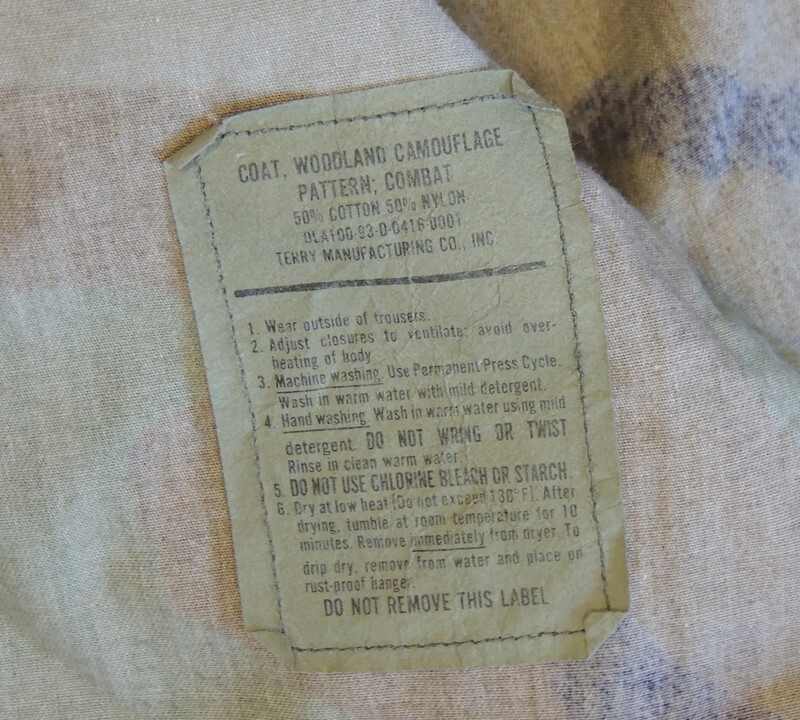 COAT, WOODLAND CAMOUFLAGE
PATTERN; COMBAT
50% COTTON 50% NYLON
DLA100-93-D-0416-0001
TERRY MANUFACTURING CO., INC.
1. Wear outside of trousers.
2. Adjust closures to ventilate; avoid over-
heating of body
3. Machine washing. Use Permanent Press Cycle.
Wash in warm water with mild detergent.
4. Hand washing. Wash in warm water using mild
detergent. DO NOT WRING OR TWIST
Rinse in clean warm water.
5. DO NOT USE CHLORINE BLEACH OR STARCH.
6. Dry at low heat (Do not exceed 130°F). After
drying, tumble at room temperature for 10
minutes. Remove immediately from dryer. To
drip dry, remove from water and place on
rust-proof hanger.
DO NOT REMOVE THIS LABEL